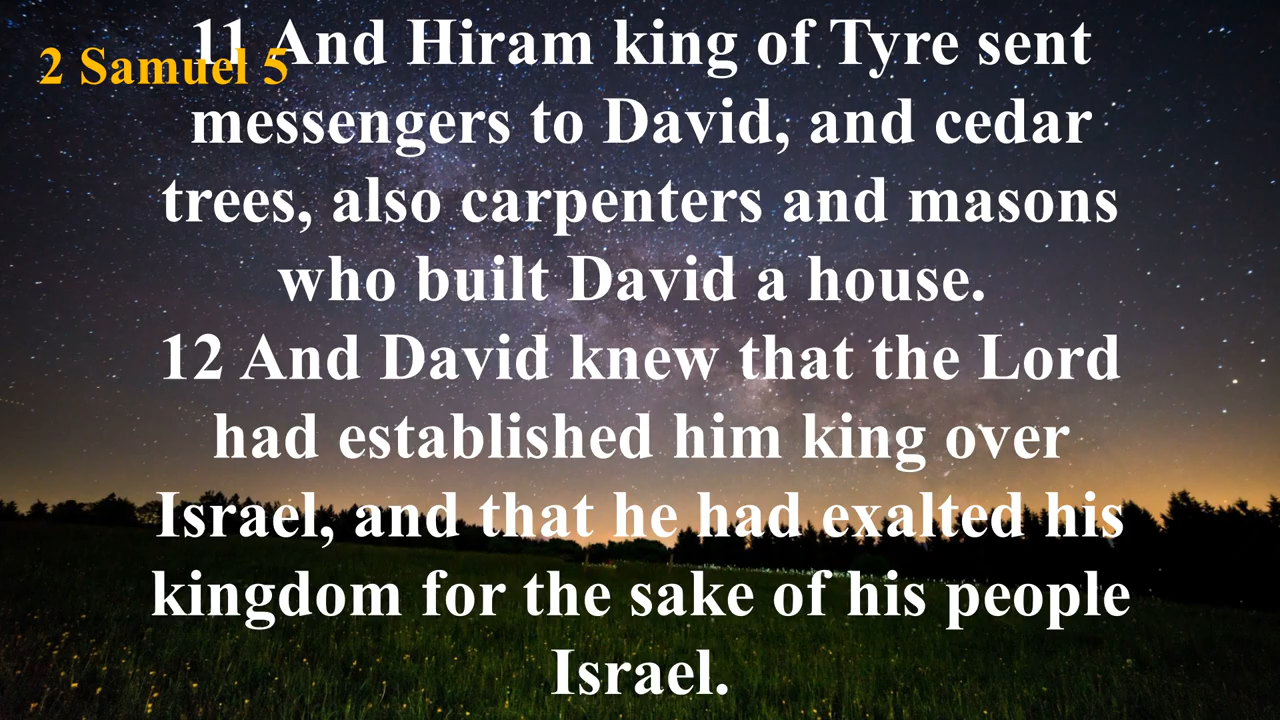 2 Samuel 5
11 And Hiram king of Tyre sent
messengers to David, and cedar
trees, also carpenters and masons
who built David a house.
12 And David knew that the Lord
had established him king over
Israel, and that he had exalted his
kingdom for the sake of his people
Israel.